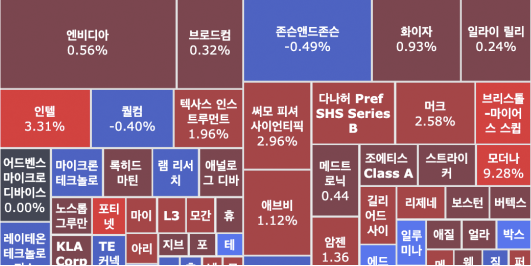 엔비디아
0.56%
브로드컴
0.32%
존슨앤드존슨
-0.49%
화이자
0.93%
일라이 릴리
0.24%
인텔
3.31%
퀄컴
-0.40%
텍사스 인스
트루먼트
1.96%
써모 피셔
사이언티픽
2.96%
다나허 Pref
SHS Series
B
머크
2.58%
브리스톨
-마이어
스 스큅
어드밴스
마이크로
디바이스
0.00%
마이크론
테크놀로
록히드
마틴
램 리서
치
애널로
그 디바
메드트
로닉
0.44
조에티스
Class A
스트라이
커
모더나
9.28%
노스롭
그루만
포티
넷
마이
L3
모간
휴
애브비
1.12%
길리
어드
사이
리제네
보스턴
버텍스
레이테온
테크놀로
KLA
Corp
TE
커넥
아리
지브
포
테
암젠
1.36
일루
미나
애질
얼라
박스
에드
메
웨
짐
퍼